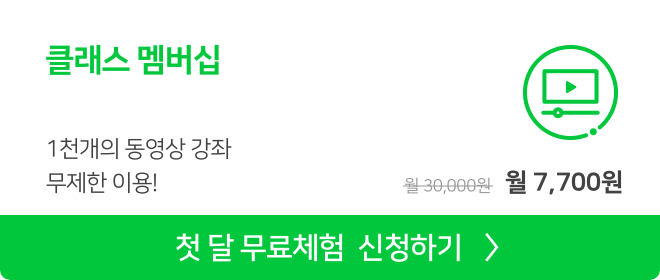 클래스 멤버십
1천개의 동영상 강좌
무제한 이용!
월 30,000원 월 7,700원
첫 달 무료체험 신청하기